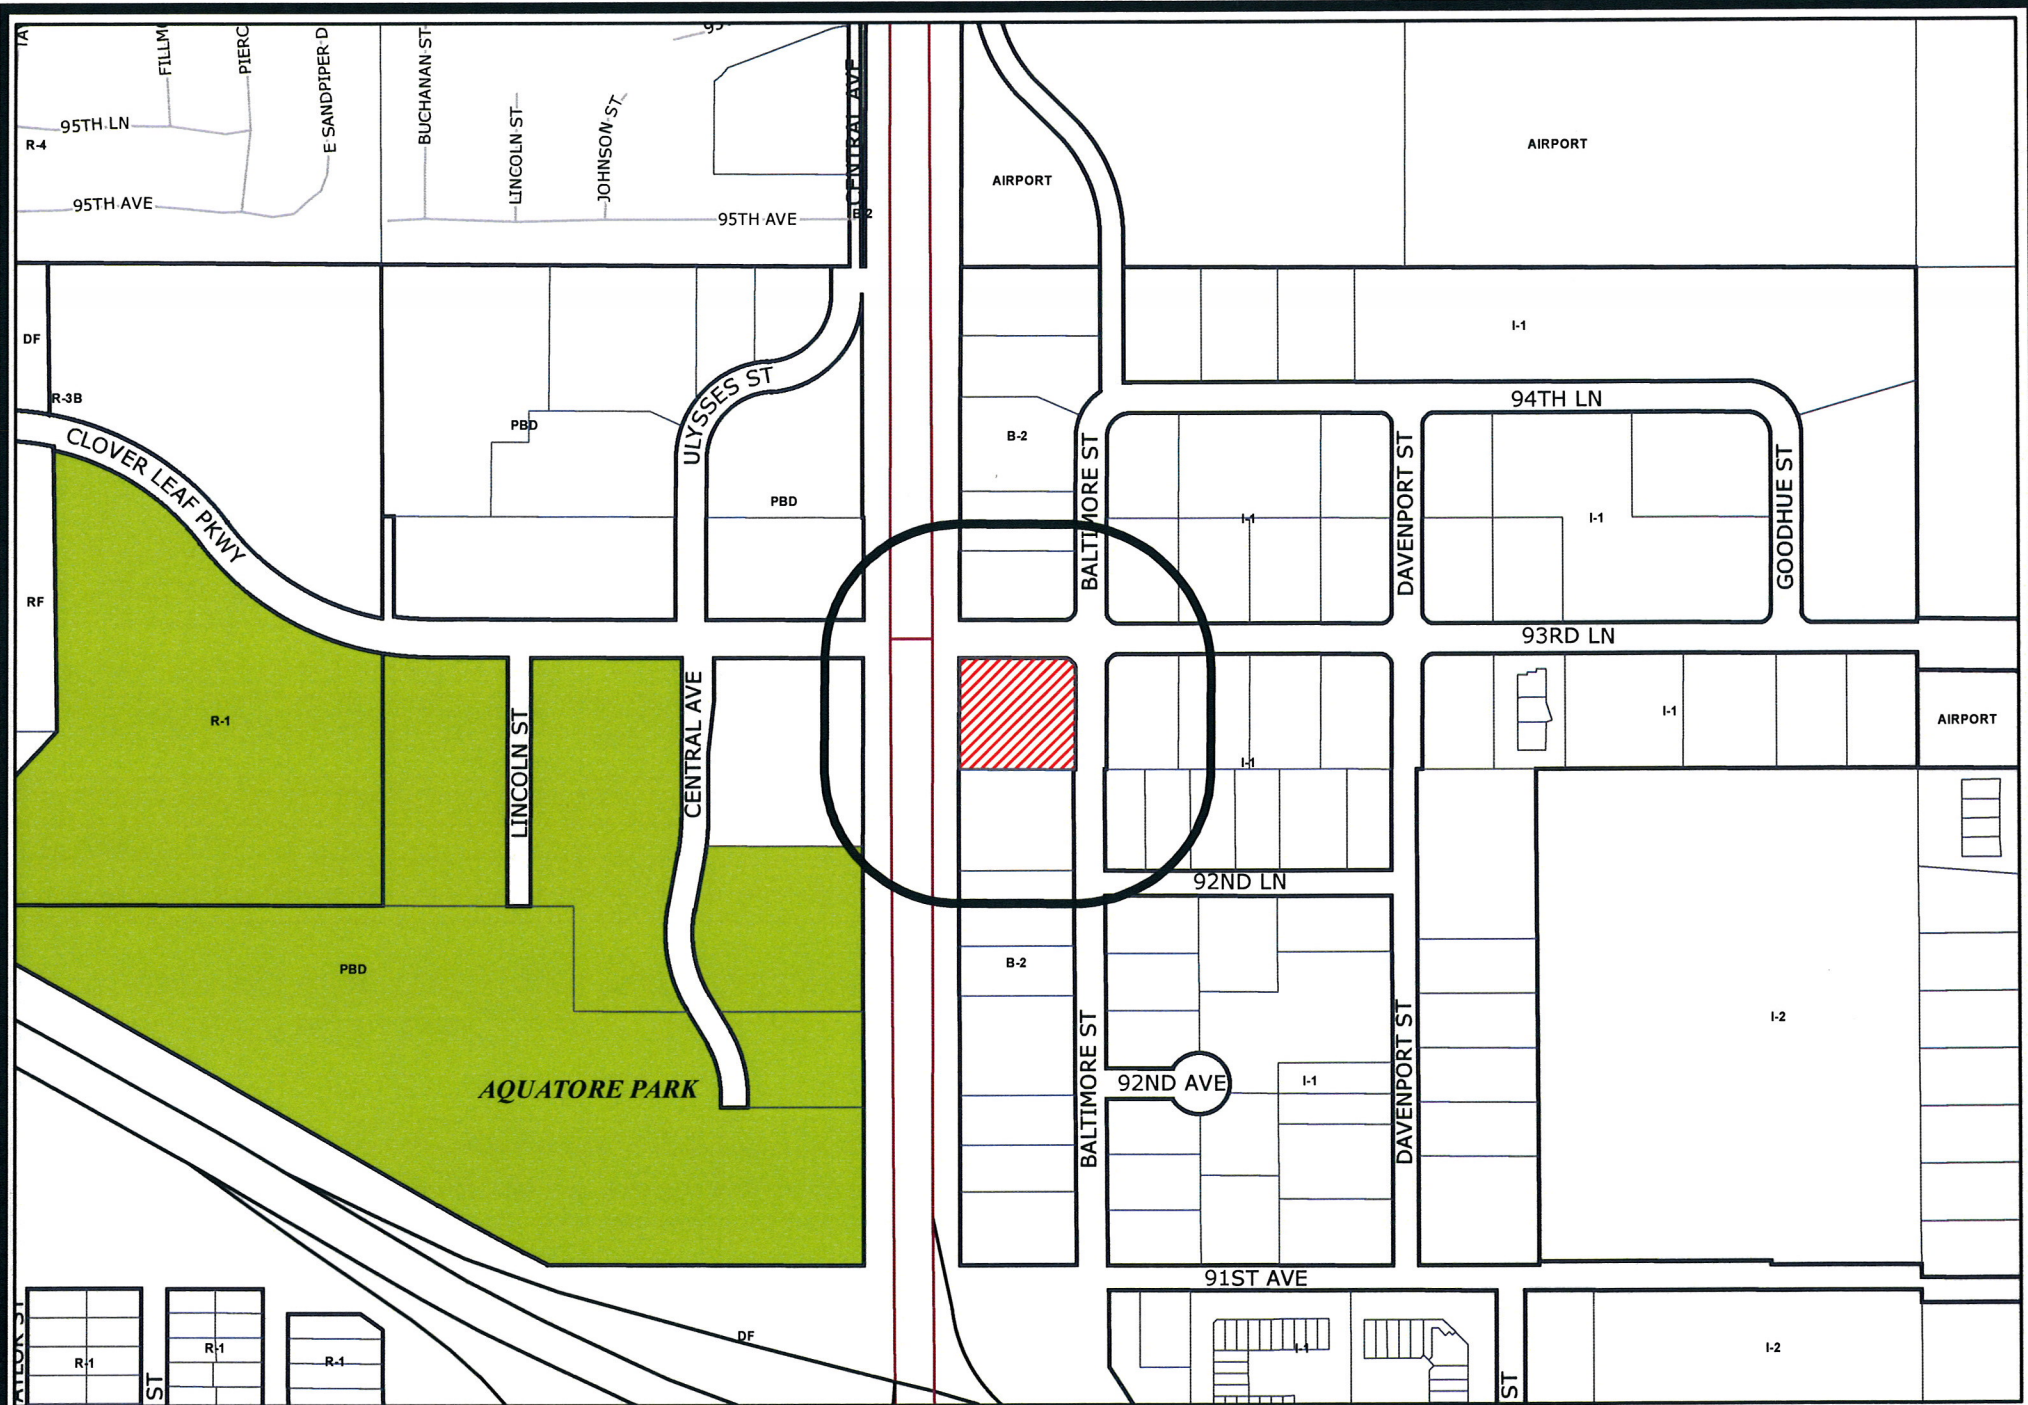 FILLM
PIERC
E SANDPIPER D
BUCHANAN ST
LINCOLN ST
JOHNSON ST
95
CENTRAL AVE
95TH LN
R-4
95TH AVE
95TH AVE
B-2
AIRPORT
AIRPORT
DF
R-3B
I-1
CLOVER LEAF PKWY
ULYSSES ST
PBD
PBD
B-2
94TH LN
BALTIMORE ST
DAVENPORT ST
GOODHUE ST
I-1
I-1
RF
93RD LN
R-1
LINCOLN ST
CENTRAL AVE
I-1
I-1
AIRPORT
92ND LN
PBD
B-2
I-2
BALTIMORE ST
DAVENPORT ST
AQUATORE PARK
92ND AVE
I-1
91ST AVE
DF
R-1
R-1
R-1
I-1
I-2
AYLOR ST
ST
ST